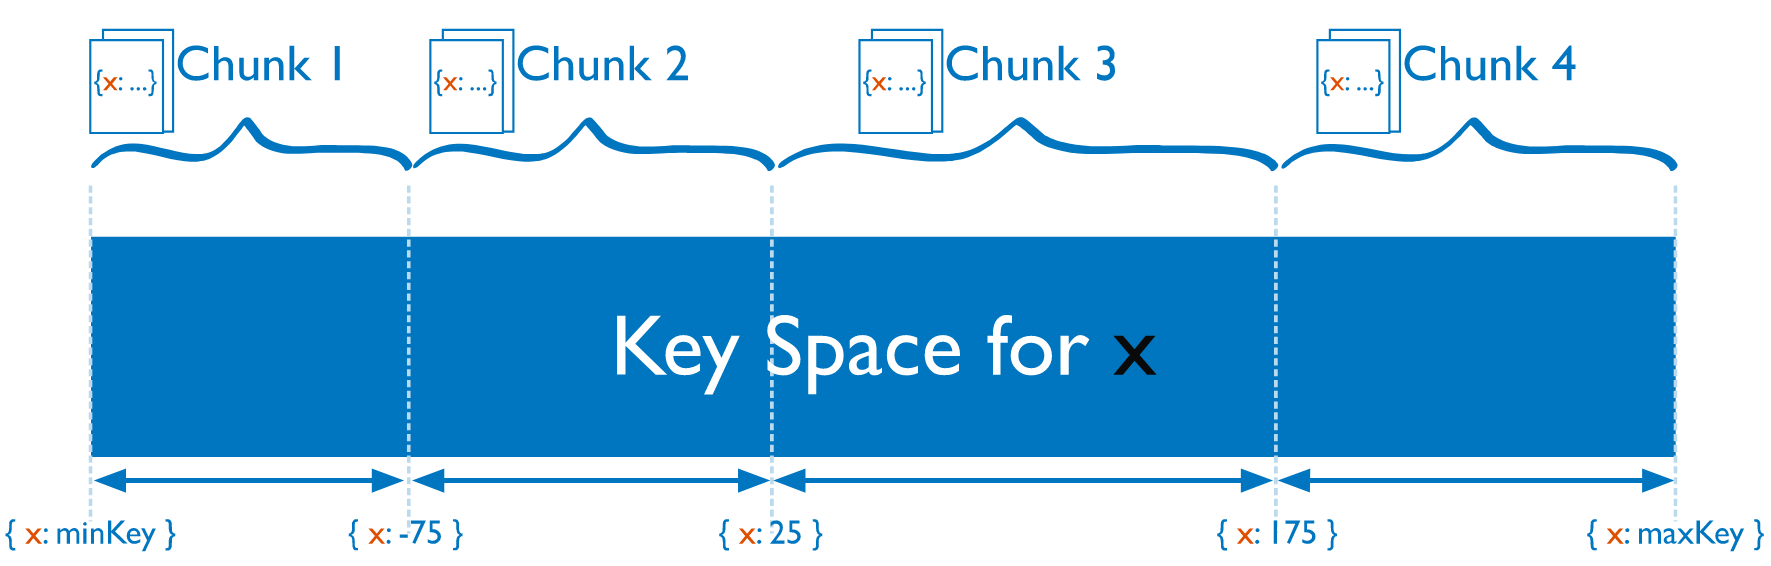 Chunk 1
{x: ...}
Chunk 2
{x: ...}
Chunk 3
{x: ...}
Chunk 4
{x: ...}
Key Space for x
{ x: minKey }
{ x: -75 }
{ x: 25 }
{ x: 175 }
{ x: maxKey }